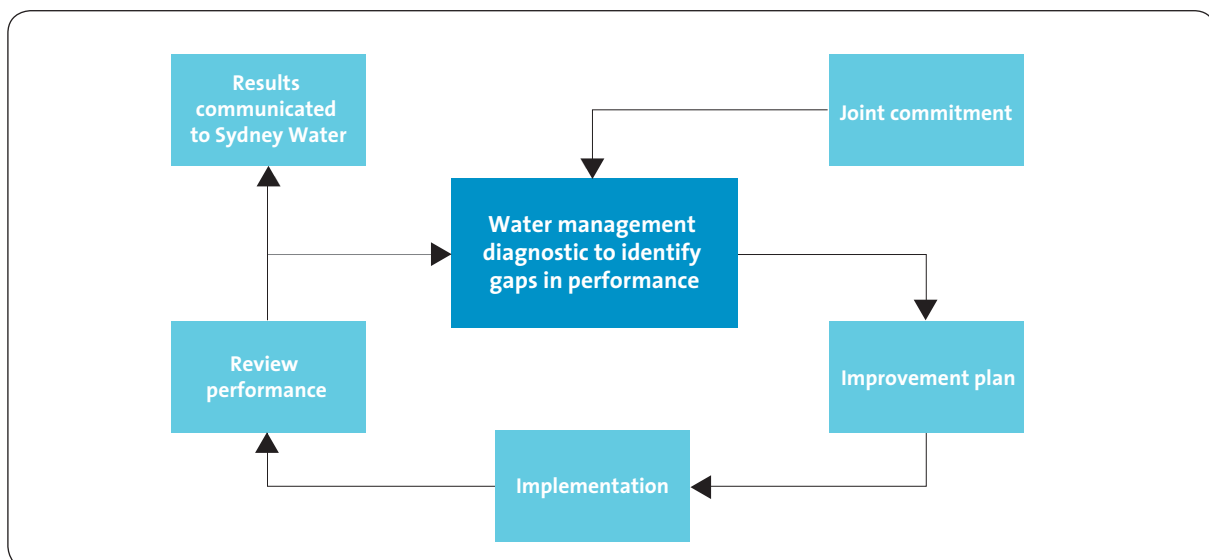 Results
communicated
to Sydney Water
Joint commitment
Water management
diagnostic to identify
gaps in performance
Review
performance
Improvement plan
Implementation